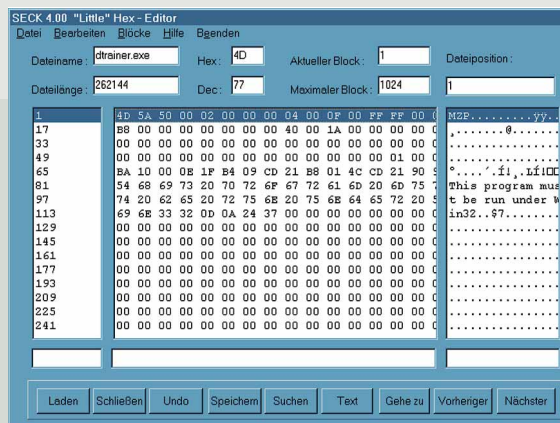 SECK 4.00 "Little" Hex - Editor
Datei Bearbeiten Blöcke Hilfe Beenden
Dateiname : dtrainer.exe Hex : 4D Aktueller Block : 1 Dateiposition :
Dateilänge : 262144 Dec : 77 Maximaler Block : 1024 1
1 4D 5A 50 00 02 00 00 00 04 00 0F 00 FF FF 00 MZP.........ÿÿ..
17 B8 00 00 00 00 00 00 00 40 00 1A 00 00 00 00 ¸.......@.......
33 00 00 00 00 00 00 00 00 00 00 00 00 00 00 00 ................
49 00 00 00 00 00 00 00 00 00 00 00 00 00 01 00 ................
65 BA 10 00 0E 1F B4 09 CD 21 B8 01 4C CD 21 90 º....´.Í!¸.LÍ!
81 54 68 69 73 20 70 72 6F 67 72 61 6D 20 6D 75 This program mus
97 74 20 62 65 20 72 75 6E 20 75 6E 64 65 72 20 t be run under W
113 69 6E 33 32 0D 0A 24 37 00 00 00 00 00 00 00 in32..$7........
129 00 00 00 00 00 00 00 00 00 00 00 00 00 00 00 ................
145 00 00 00 00 00 00 00 00 00 00 00 00 00 00 00 ................
161 00 00 00 00 00 00 00 00 00 00 00 00 00 00 00 ................
177 00 00 00 00 00 00 00 00 00 00 00 00 00 00 00 ................
193 00 00 00 00 00 00 00 00 00 00 00 00 00 00 00 ................
209 00 00 00 00 00 00 00 00 00 00 00 00 00 00 00 ................
225 00 00 00 00 00 00 00 00 00 00 00 00 00 00 00 ................
241 00 00 00 00 00 00 00 00 00 00 00 00 00 00 00 ................
Laden Schließen Undo Speichern Suchen Text Gehe zu Vorheriger Nächster